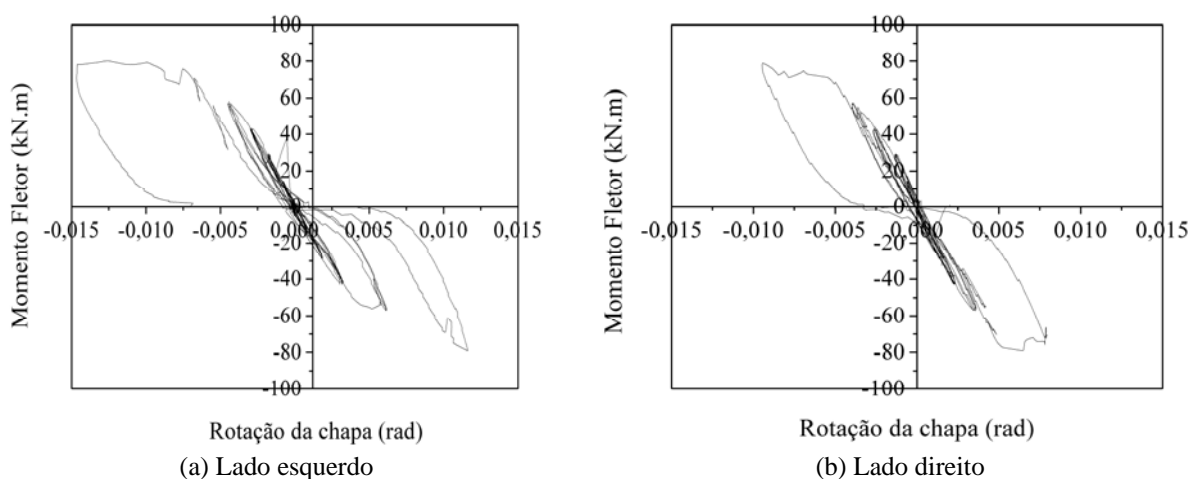 100
80
60
40
20
0
-20
-40
-60
-80
-100
-0,015 -0,010 -0,005 0,000 0,005 0,010 0,015
Momento Fletor (kN.m)
Rotação da chapa (rad)
(a) Lado esquerdo
100
80
60
40
20
0
-20
-40
-60
-80
-100
-0,015 -0,010 -0,005 0,000 0,005 0,010 0,015
Momento Fletor (kN.m)
Rotação da chapa (rad)
(b) Lado direito